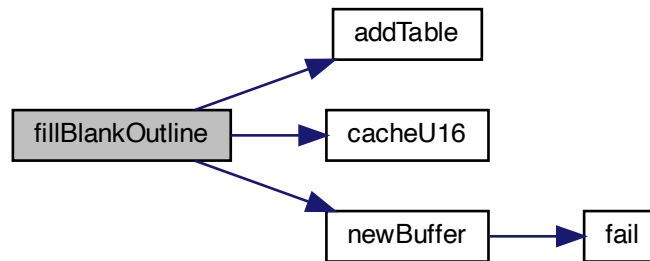 addTable
fillBlankOutline
cacheU16
newBuffer
fail